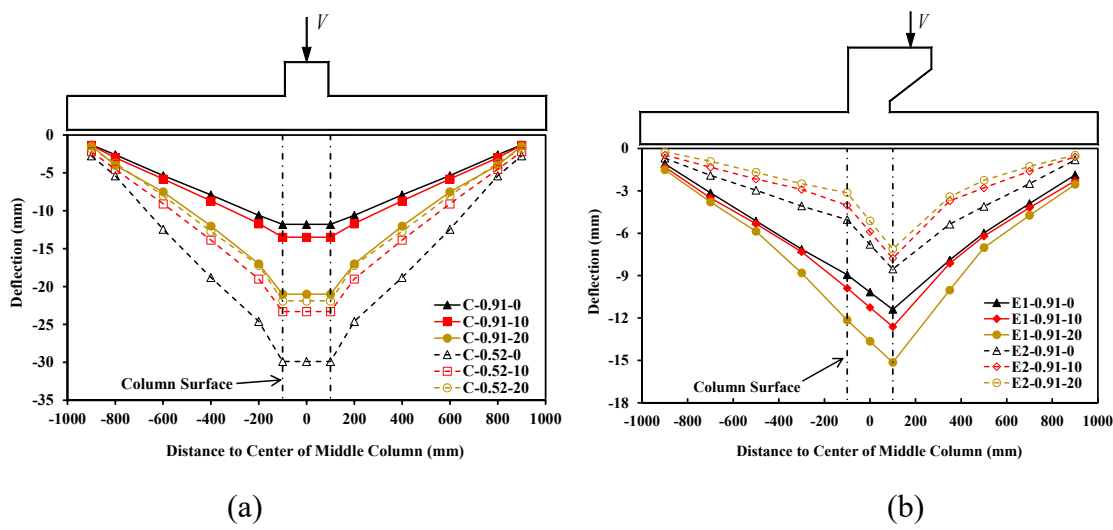 V
0
-5
-10
-15
-20
-25
-30
-35
Deflection (mm)
C-0.91-0
C-0.91-10
C-0.91-20
C-0.52-0
C-0.52-10
C-0.52-20
Column Surface
-1000 -800 -600 -400 -200 0 200 400 600 800 1000
Distance to Center of Middle Column (mm)
(a)
V
0
-3
-6
-9
-12
-15
-18
Deflection (mm)
E1-0.91-0
E1-0.91-10
E1-0.91-20
E2-0.91-0
E2-0.91-10
E2-0.91-20
Column Surface
-1000 -800 -600 -400 -200 0 200 400 600 800 1000
Distance to Center of Middle Column (mm)
(b)